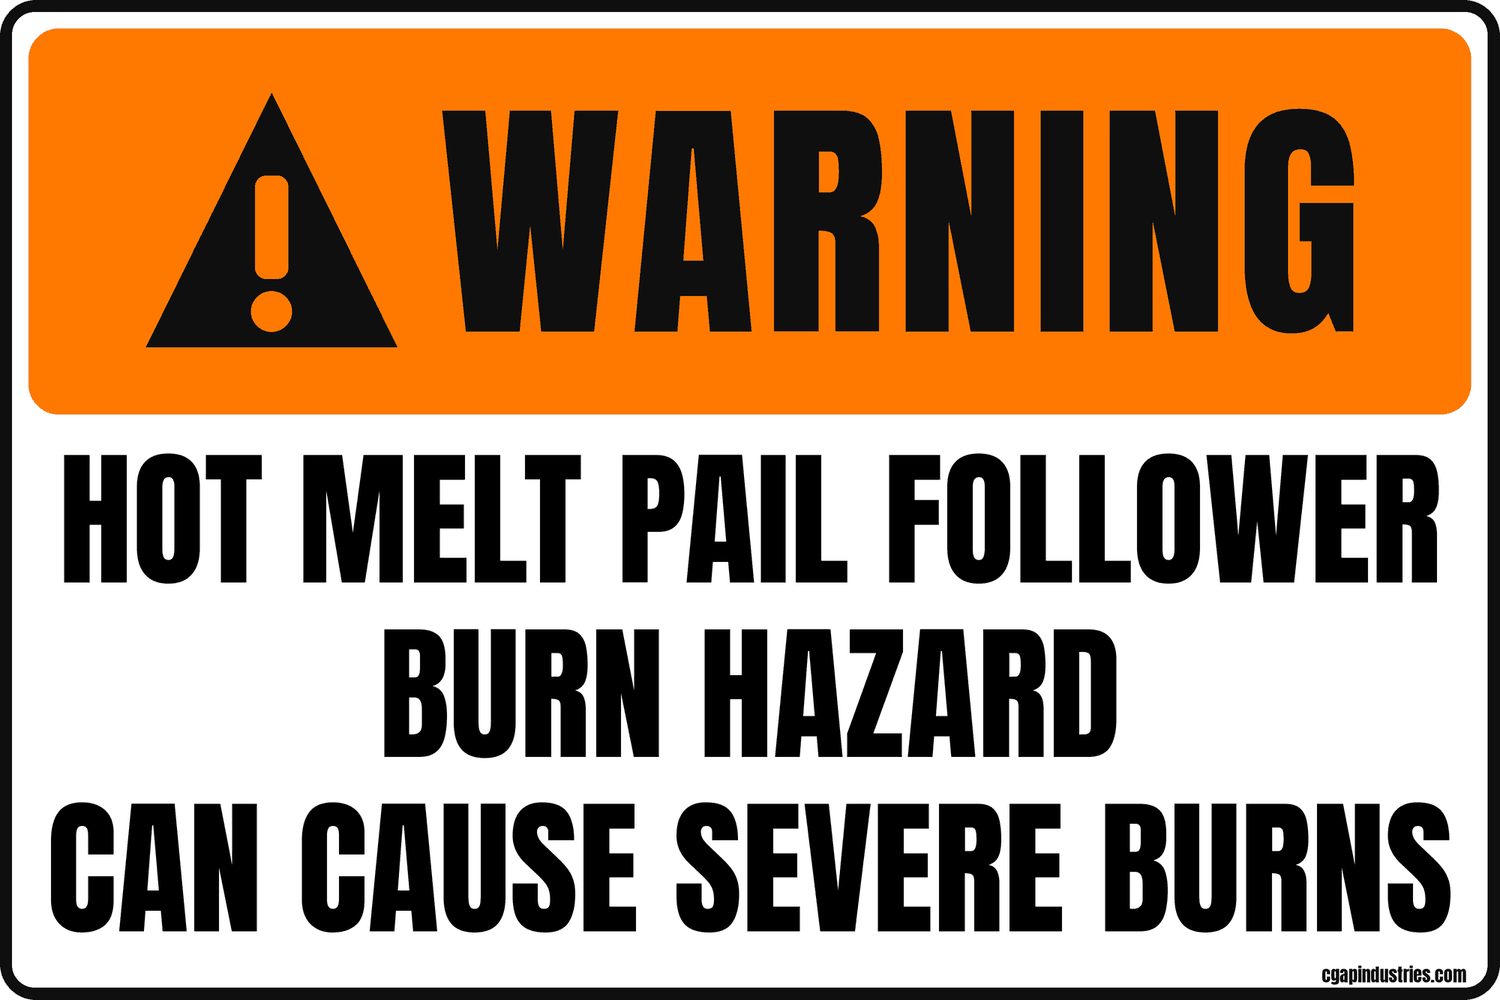 WARNING
HOT MELT PAIL FOLLOWER
BURN HAZARD
CAN CAUSE SEVERE BURNS
cgapindustries.com